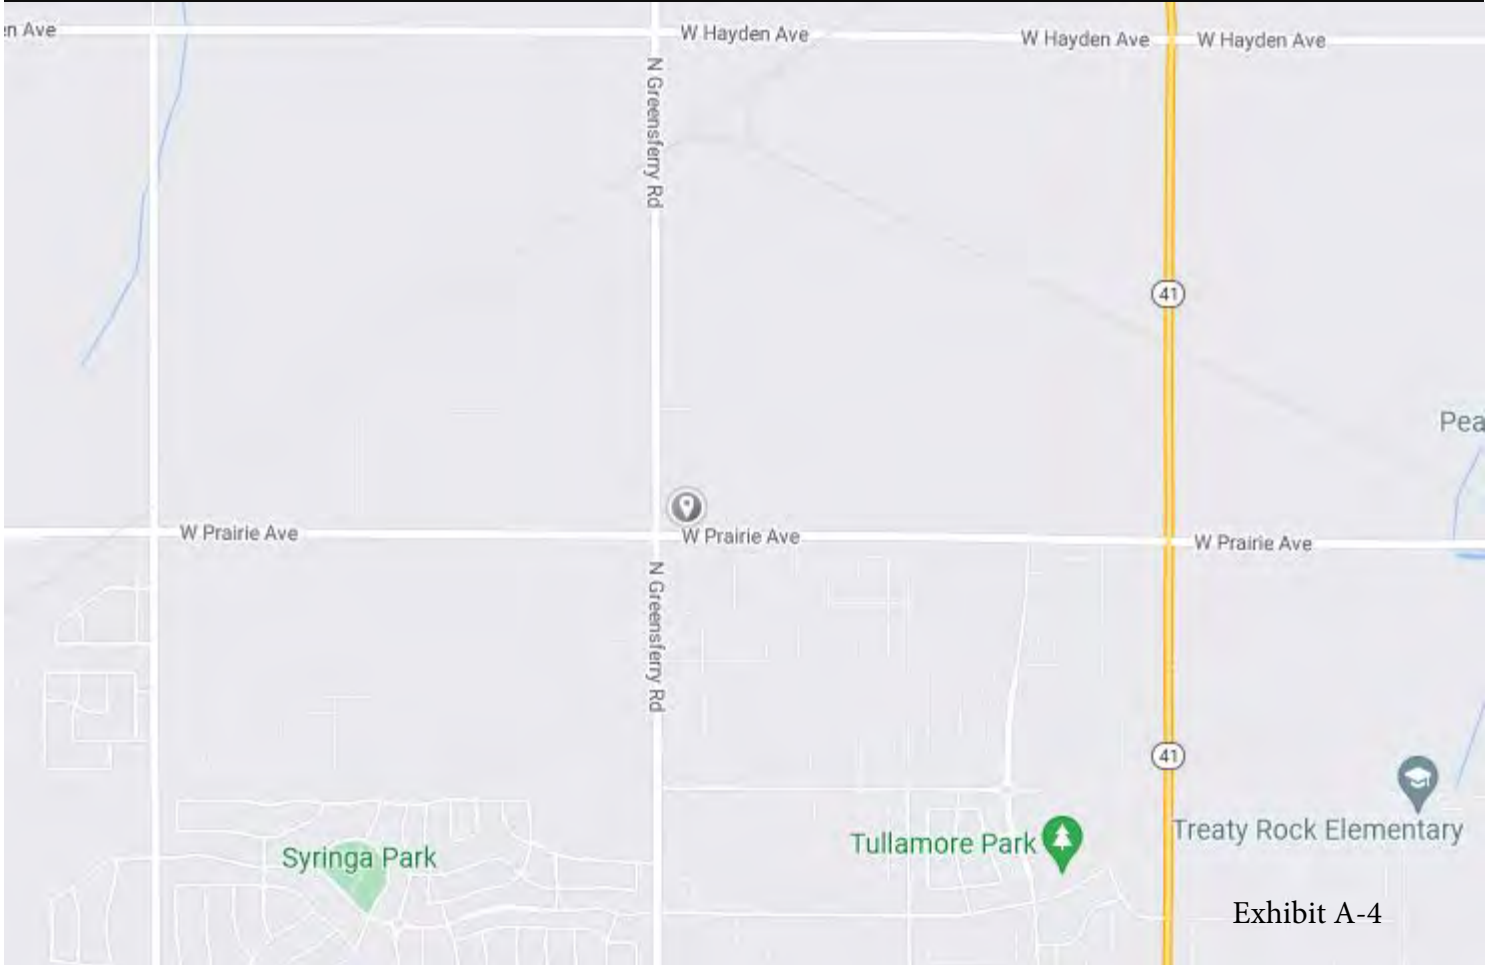 en Ave
W Hayden Ave
W Hayden Ave
W Hayden Ave
N Greensferry Rd
41
Pea
W Prairie Ave
W Prairie Ave
W Prairie Ave
N Greensferry Rd
41
Treaty Rock Elementary
Tullamore Park
Syringa Park
Exhibit A-4